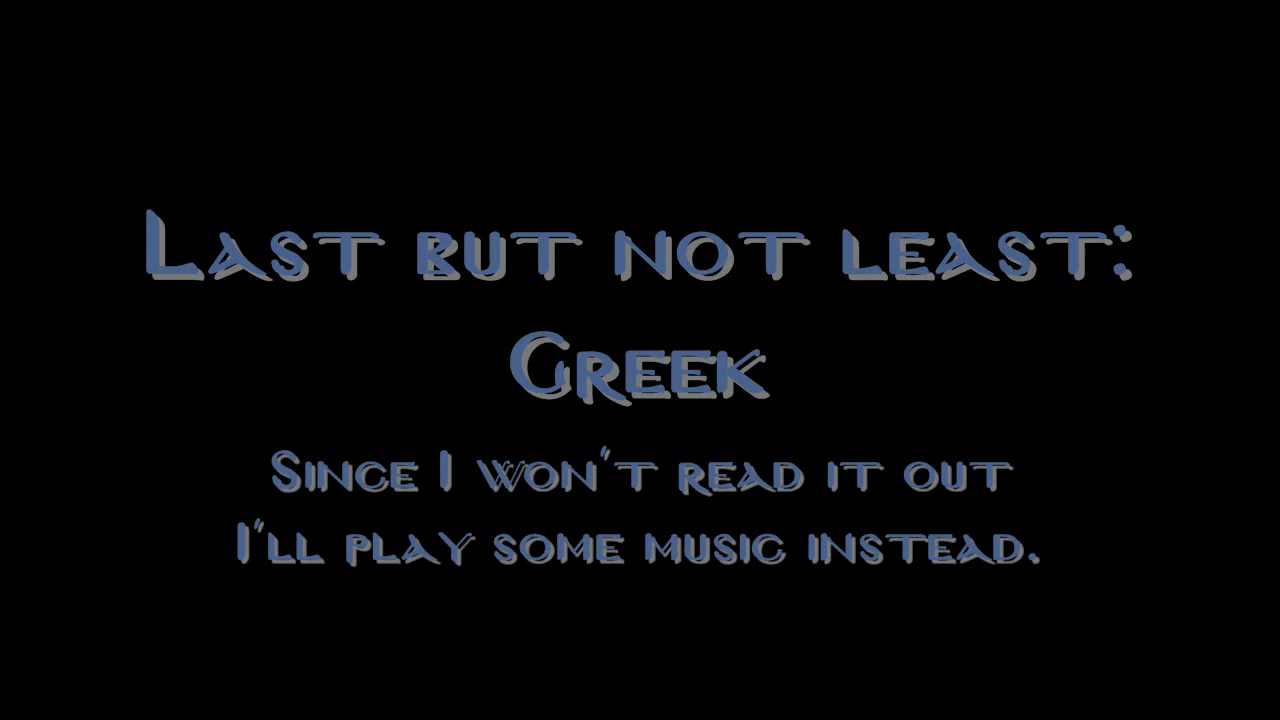 Last but not least:
Greek
Since I won't read it out
I'll play some music instead.